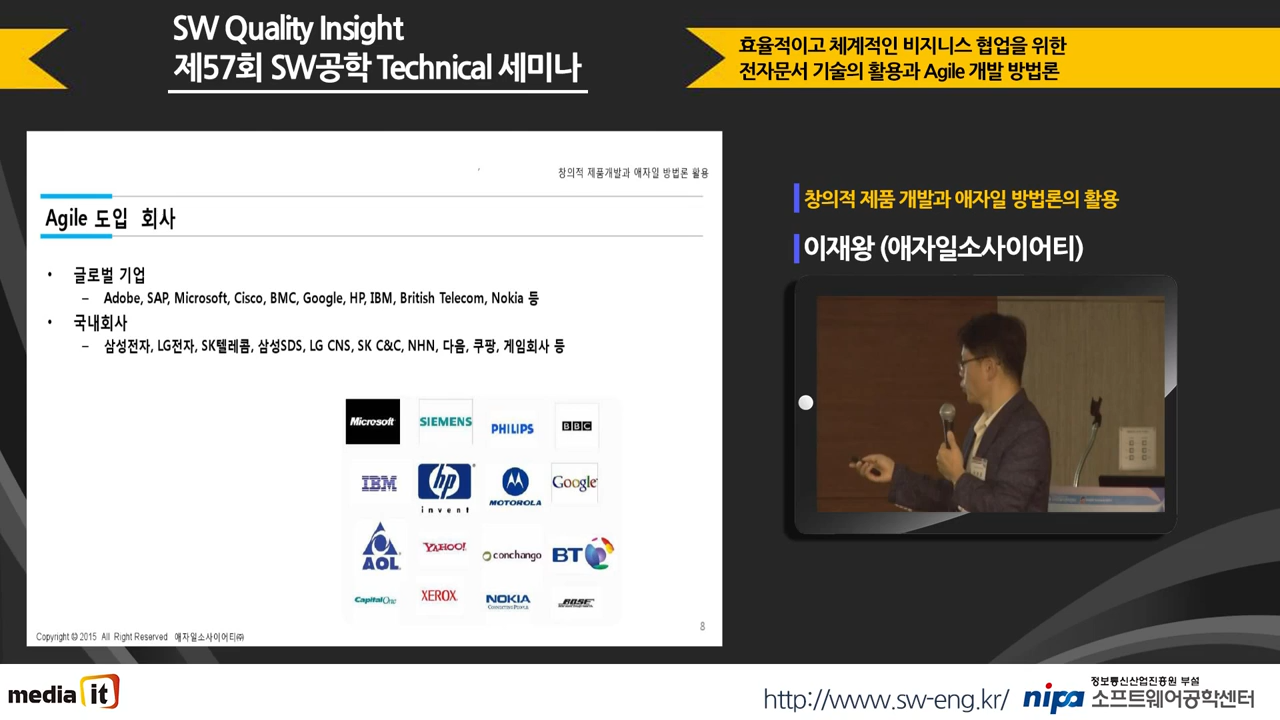 SW Quality Insight
제57회 SW공학 Technical 세미나
효율적이고 체계적인 비지니스 협업을 위한
전자문서 기술의 활용과 Agile 개발 방법론
창의적 제품개발과 애자일 방법론 활용
Agile 도입 회사
• 글로벌 기업
– Adobe, SAP, Microsoft, Cisco, BMC, Google, HP, IBM, British Telecom, Nokia 등
• 국내회사
– 삼성전자, LG전자, SK텔레콤, 삼성SDS, LG CNS, SK C&C, NHN, 다음, 쿠팡, 게임회사 등
Microsoft SIEMENS PHILIPS BBC
IBM hp invent MOTOROLA Google
AOL YAHOO! conchango BT
CapitalOne XEROX NOKIA BOSE
CONNECTING PEOPLE
8
Copyright © 2015 All Right Reserved 애자일소사이어티㈜
창의적 제품 개발과 애자일 방법론의 활용
이재왕 (애자일소사이어티)
media it
http://www.sw-eng.kr/
nipa
정보통신산업진흥원 부설
소프트웨어공학센터